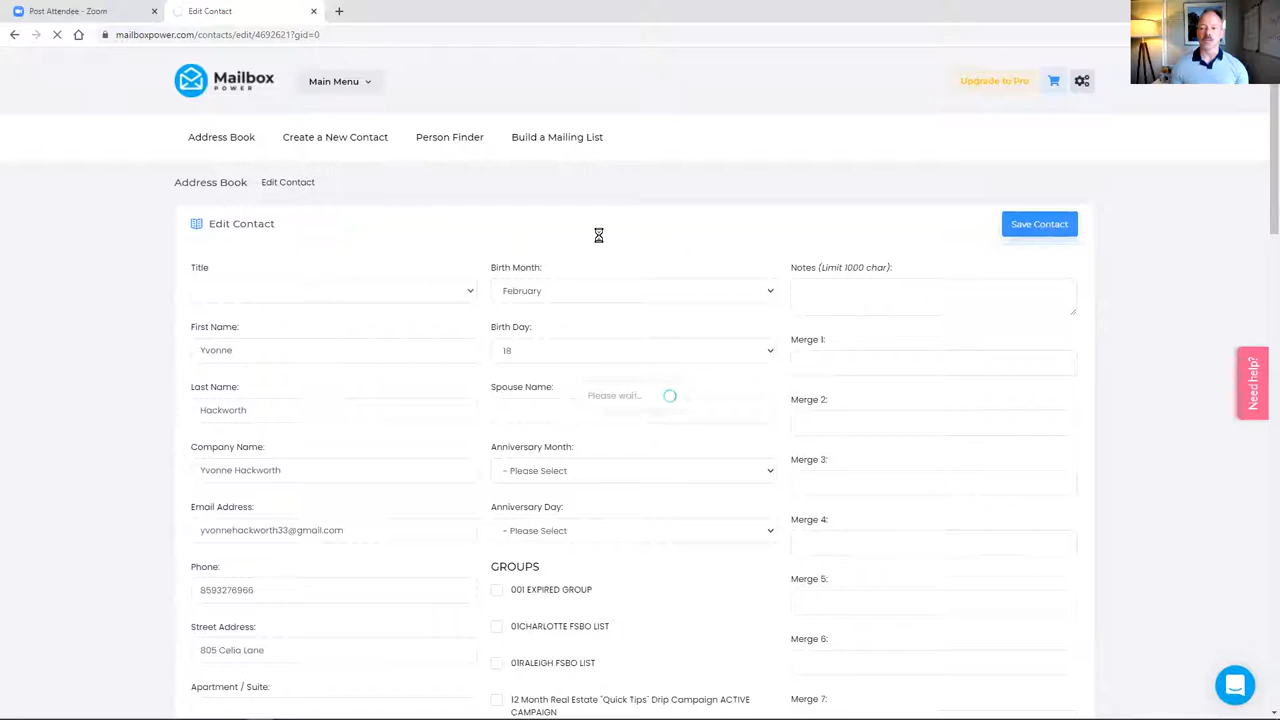 Post Attendee - Zoom
Edit Contact
mailboxpower.com/contacts/edit/4692621?gid=0
Mailbox
POWER
Main Menu
Upgrade to Pro
Address Book
Create a New Contact
Person Finder
Build a Mailing List
Address Book
Edit Contact
Edit Contact
Save Contact
Title
First Name:
Yvonne
Last Name:
Hackworth
Company Name:
Yvonne Hackworth
Email Address:
yvonnehackworth33@gmail.com
Phone:
8593276966
Street Address:
805 Celia Lane
Apartment / Suite:
Birth Month:
February
Birth Day:
18
Spouse Name:
Please wait...
Anniversary Month:
- Please Select
Anniversary Day:
- Please Select
GROUPS
001 EXPIRED GROUP
01CHARLOTTE FSBO LIST
01RALEIGH FSBO LIST
12 Month Real Estate "Quick Tips" Drip Campaign ACTIVE
CAMPAIGN
Notes (Limit 1000 char):
Merge 1:
Merge 2:
Merge 3:
Merge 4:
Merge 5:
Merge 6:
Merge 7:
Need help?